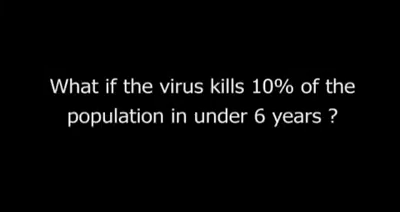 What if the virus kills 10% of the
population in under 6 years ?